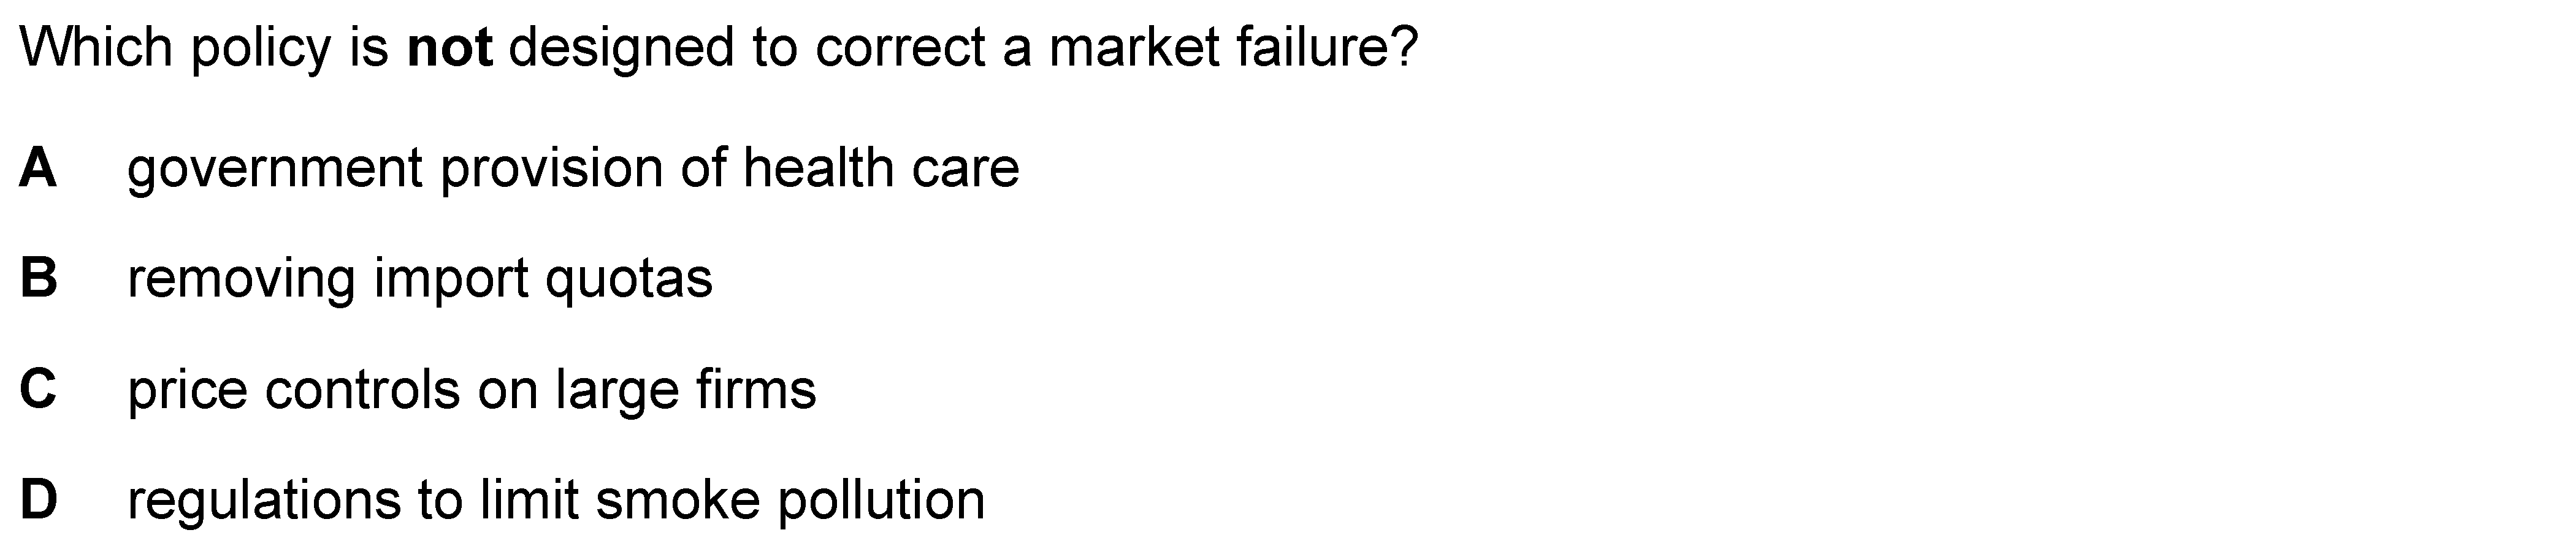 Which policy is not designed to correct a market failure?
A government provision of health care
B removing import quotas
C price controls on large firms
D regulations to limit smoke pollution